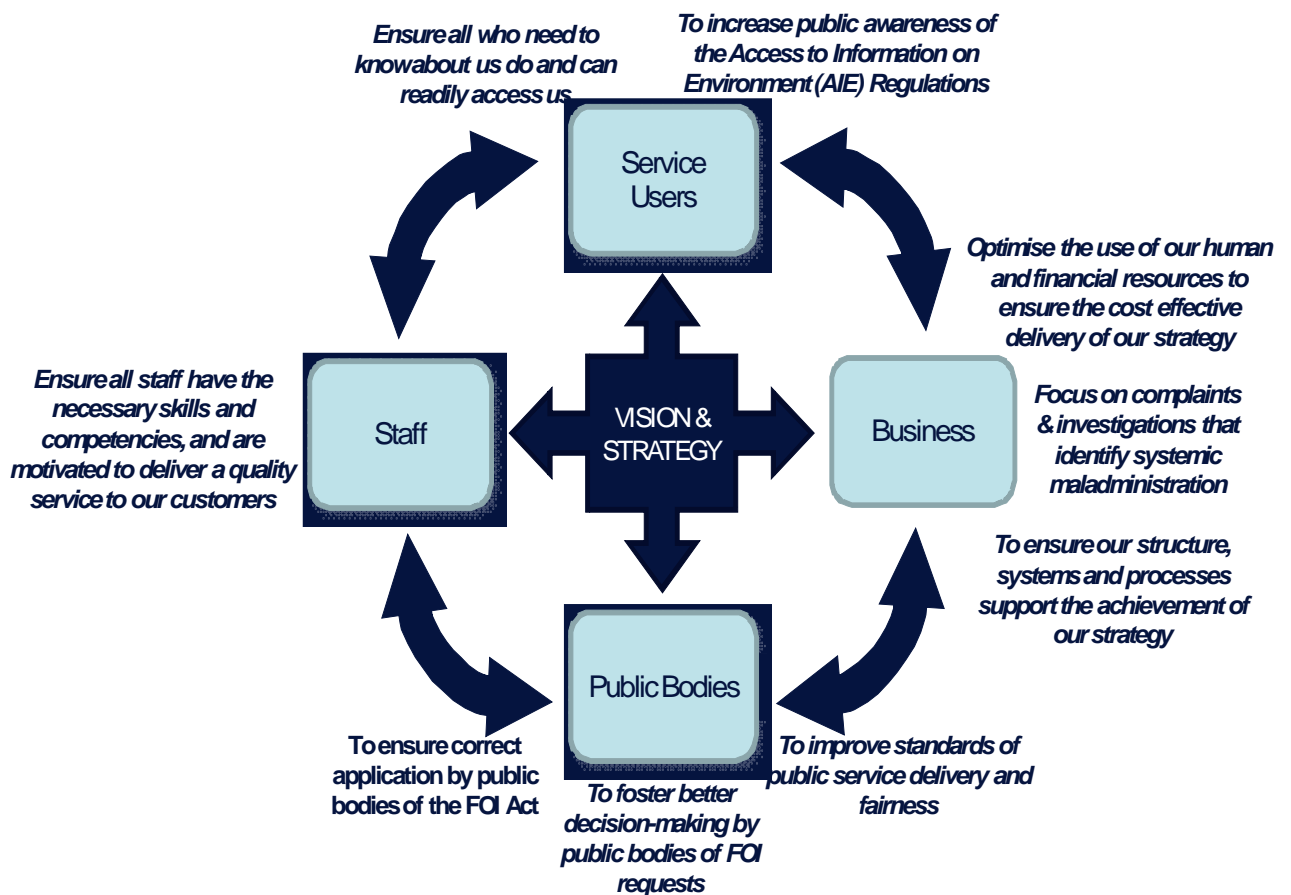 Ensure all who need to
know about us do and can
readily access us
To increase public awareness of
the Access to Information on
Environment (AIE) Regulations
Service
Users
Optimise the use of our human
and financial resources to
ensure the cost effective
delivery of our strategy
Ensure all staff have the
necessary skills and
competencies, and are
motivated to deliver a quality
service to our customers
Staff
VISION &
STRATEGY
Business
Focus on complaints
& investigations that
identify systemic
maladministration
To ensure our structure,
systems and processes
support the achievement of
our strategy
Public Bodies
To ensure correct
application by public
bodies of the FOI Act
To foster better
decision-making by
public bodies of FOI
requests
To improve standards of
public service delivery and
fairness